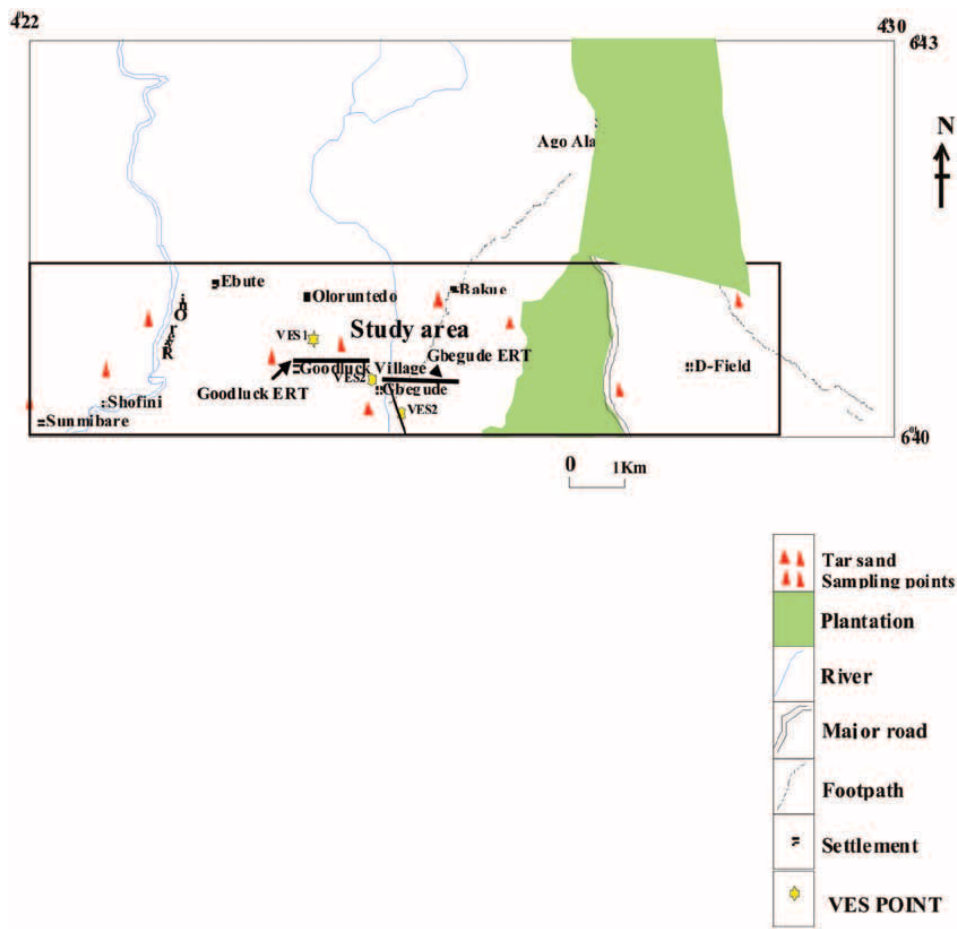 422
430
643
N
Ago Ala
Ebute
Oloruntedo
Bakue
R. Orin
VES1
Study area
Gbegude ERT
Goodluck Village
D-Field
Goodluck ERT
VES2
Gbegude
Shofini
VES2
Sunmibare
640
0 1Km
Tar sand
Sampling points
Plantation
River
Major road
Footpath
Settlement
VES POINT